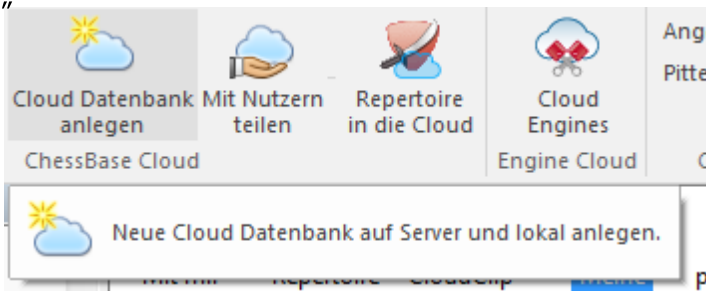 "
Cloud Datenbank anlegen
Mit Nutzern teilen
Repertoire in die Cloud
Cloud Engines
Ang
Pitte
ChessBase Cloud
Engine Cloud
Neue Cloud Datenbank auf Server und lokal anlegen.